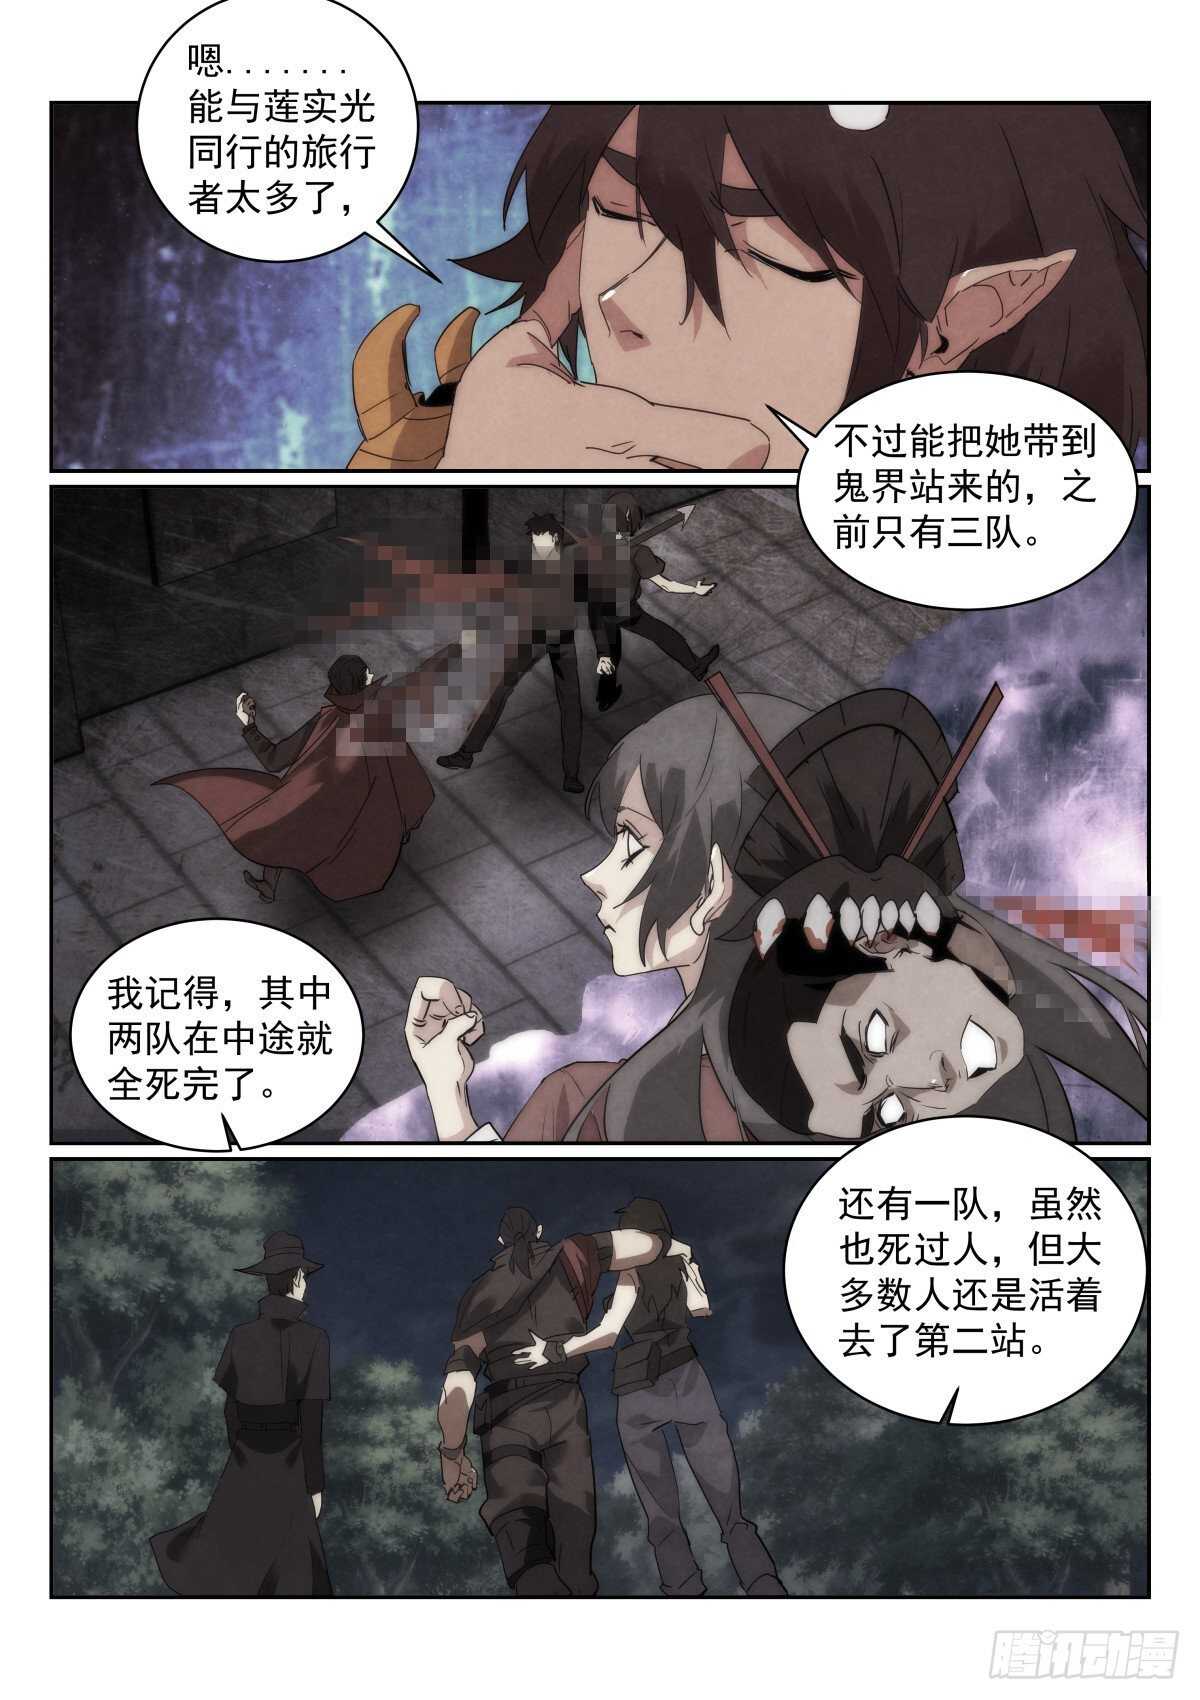 嗯.......
能与莲实光
同行的旅行
者太多了，
不过能把她带到
鬼界站来的，之
前只有三队。
我记得，其中
两队在中途就
全死完了。
还有一队，虽然
也死过人，但大
多数人还是活着
去了第二站。
腾讯动漫